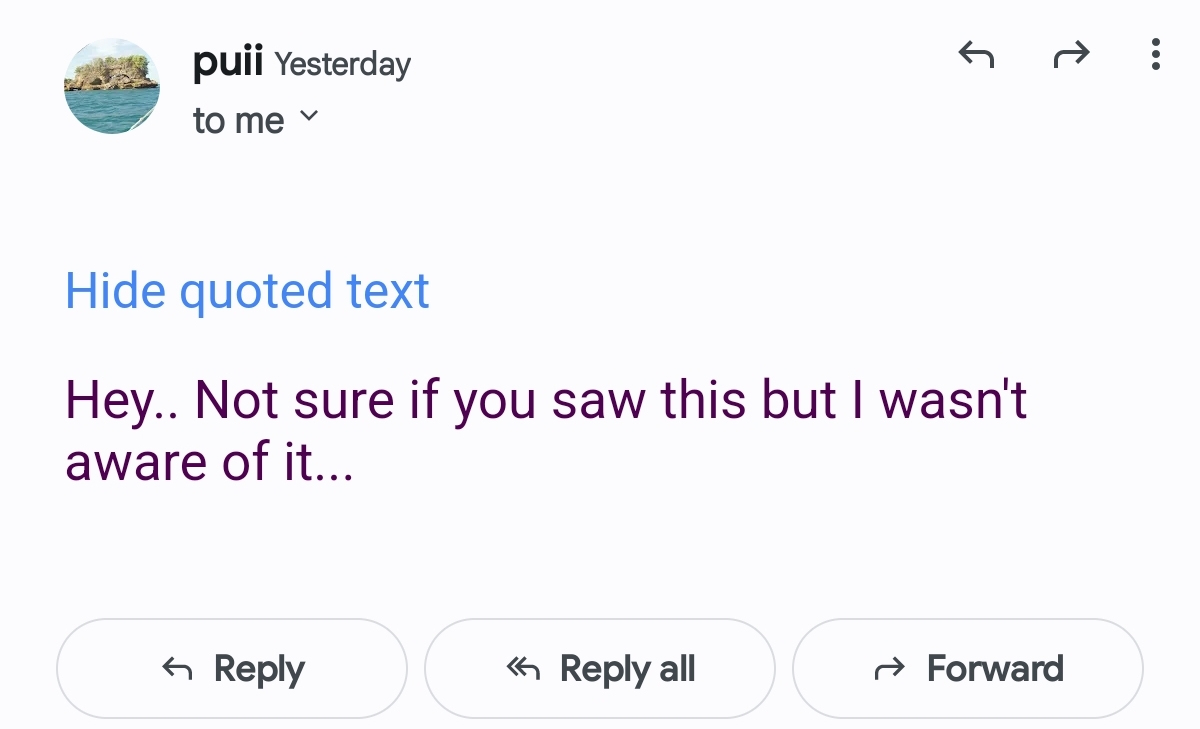 puii Yesterday
to me
Hide quoted text
Hey.. Not sure if you saw this but I wasn't
aware of it...
Reply
Reply all
Forward